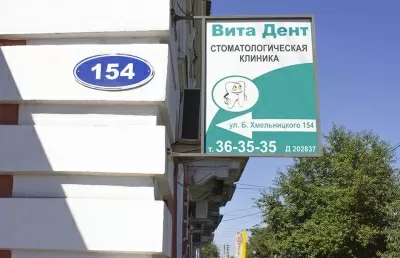 154
Вита Дент
СТОМАТОЛОГИЧЕСКАЯ
КЛИНИКА
ул. Б. Хмельницкого 154
т. 36-35-35 Д 202837